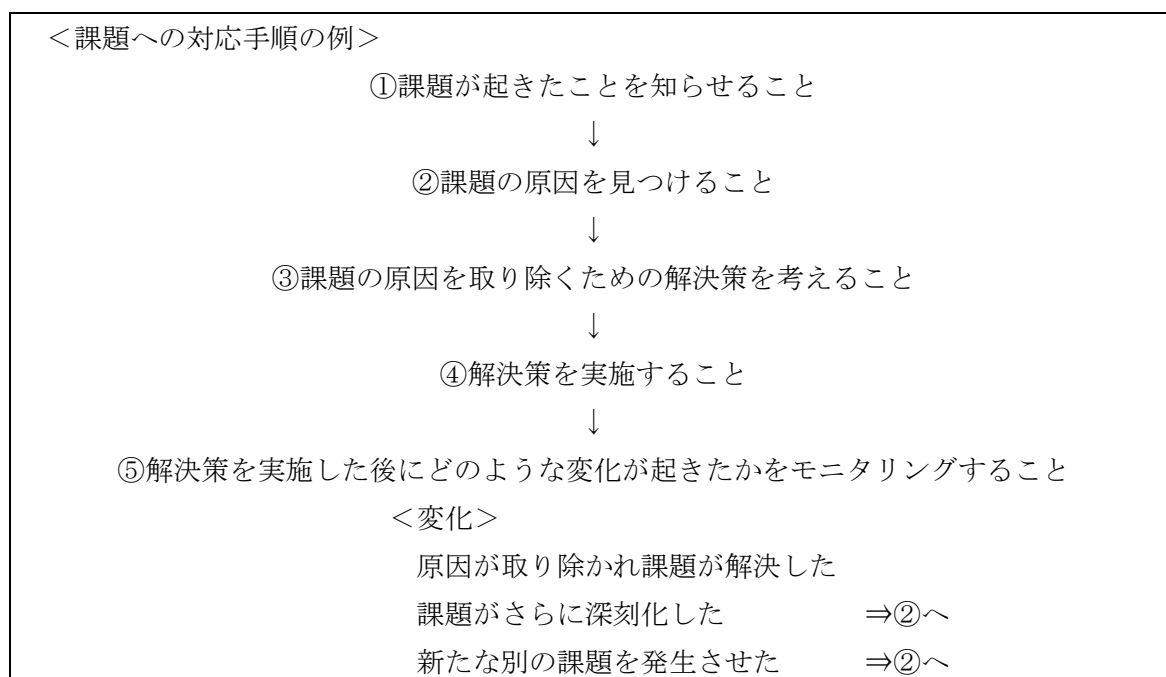 ＜課題への対応手順の例＞
①課題が起きたことを知らせること
↓
②課題の原因を見つけること
↓
③課題の原因を取り除くための解決策を考えること
↓
④解決策を実施すること
↓
⑤解決策を実施した後にどのような変化が起きたかをモニタリングすること
＜変化＞
原因が取り除かれ課題が解決した
課題がさらに深刻化した ⇒②へ
新たな別の課題を発生させた ⇒②へ